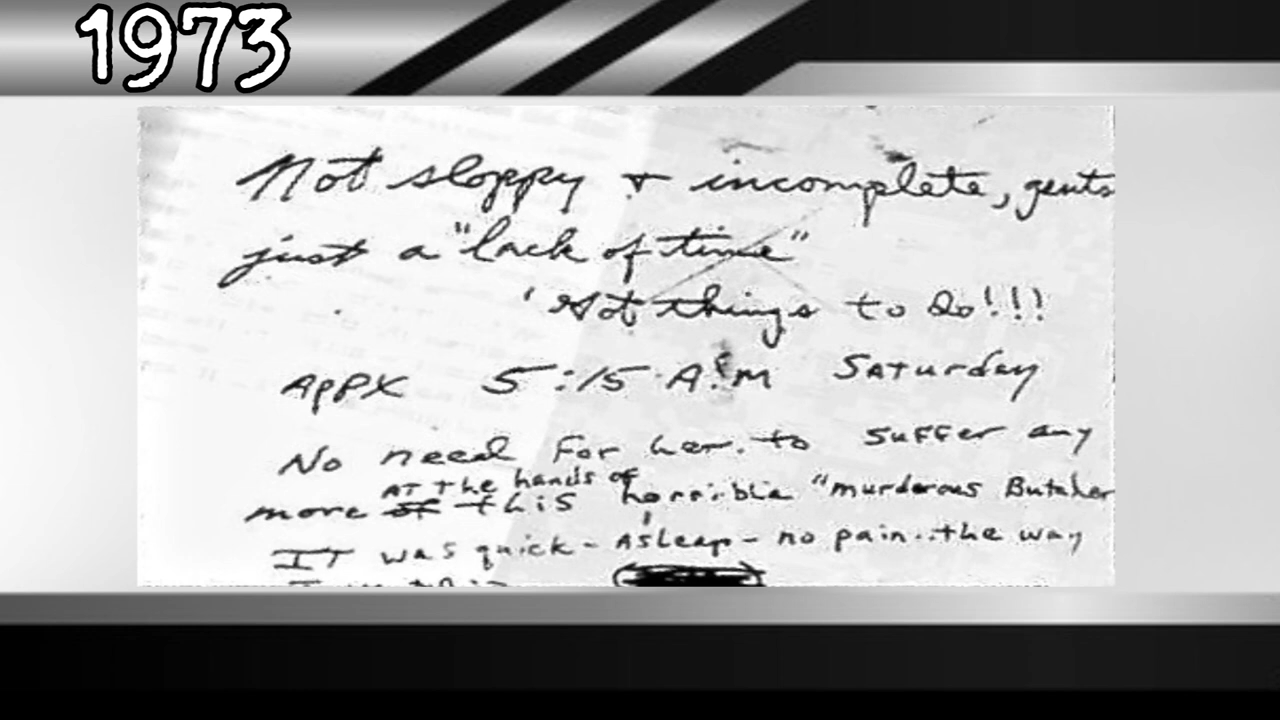 1973
Not sloppy & incomplete, gents
just a "lack of time"
'Got things to do!!!
APPX 5:15 A.M Saturday
No need For her to suffer any
AT the hands of
more of this horrible "murderous Butcher
IT was quick - Asleep - no pain..the way